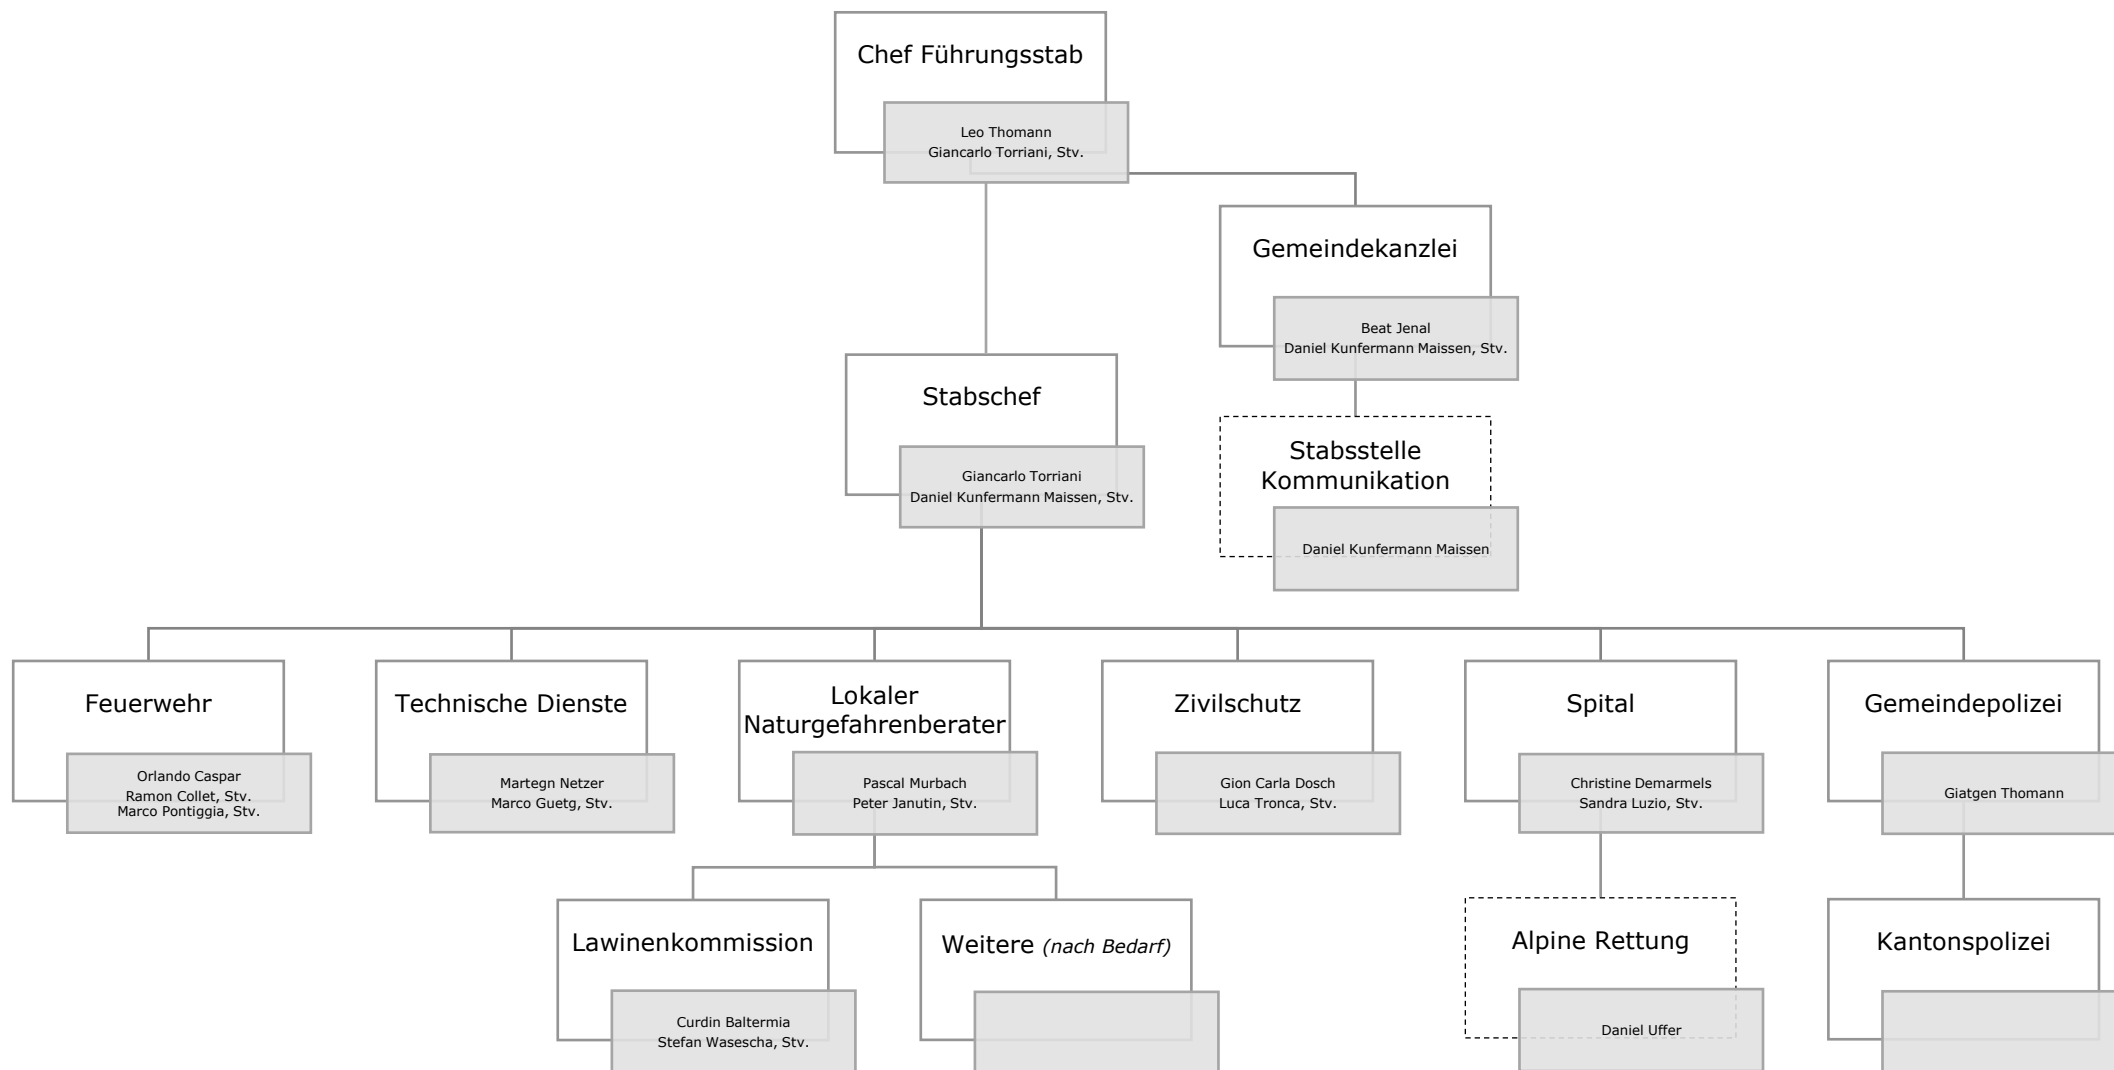 Chef Führungsstab
Leo Thomann
Giancarlo Torriani, Stv.
Gemeindekanzlei
Beat Jenal
Daniel Kunfermann Maissen, Stv.
Stabschef
Giancarlo Torriani
Daniel Kunfermann Maissen, Stv.
Stabsstelle
Kommunikation
Daniel Kunfermann Maissen
Feuerwehr
Orlando Caspar
Ramon Collet, Stv.
Marco Pontiggia, Stv.
Technische Dienste
Martegn Netzer
Marco Guetg, Stv.
Lokaler
Naturgefahrenberater
Pascal Murbach
Peter Janutin, Stv.
Zivilschutz
Gion Carla Dosch
Luca Tronca, Stv.
Spital
Christine Demarmels
Sandra Luzio, Stv.
Gemeindepolizei
Giatgen Thomann
Lawinenkommission
Curdin Baltermia
Stefan Wasescha, Stv.
Weitere (nach Bedarf)
Alpine Rettung
Daniel Uffer
Kantonspolizei